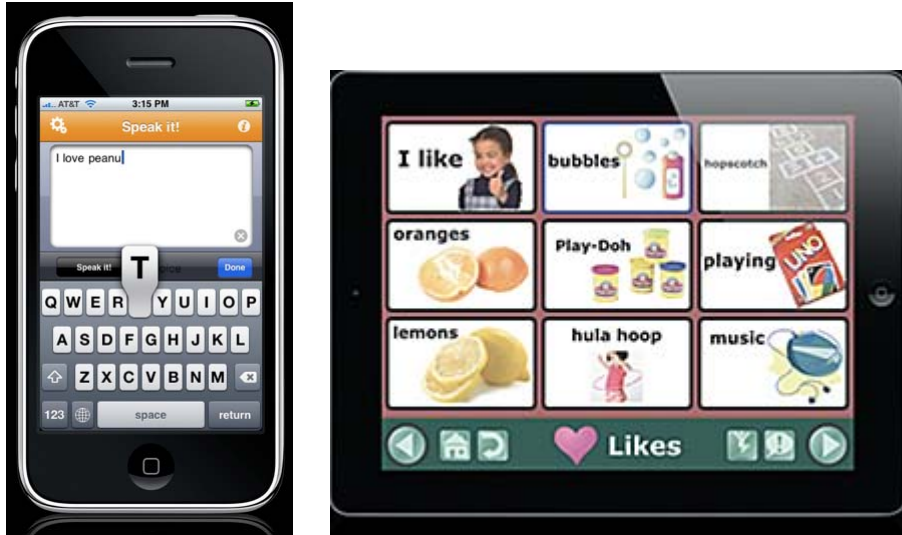 AT&T 3:15 PM
Speak it!
I love peanu
Speak it! T oice Done
Q W E R Y U I O P
A S D F G H J K L
Z X C V B N M
123 space return
I like
bubbles
hopscotch
oranges
Play-Doh
playing
UNO
lemons
hula hoop
music
Likes